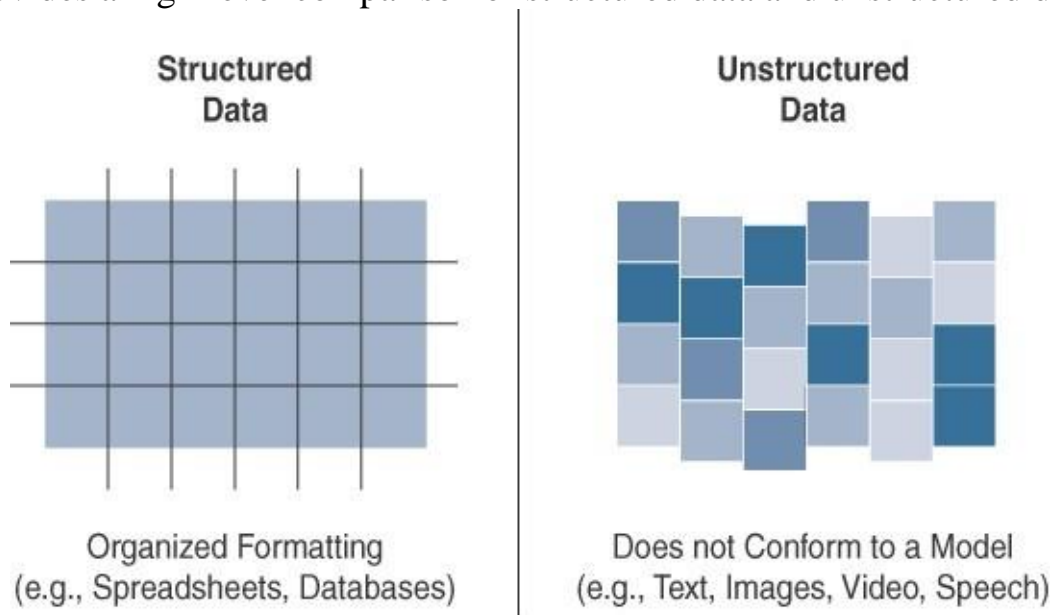 Structured
Data
Organized Formatting
(e.g., Spreadsheets, Databases)
Unstructured
Data
Does not Conform to a Model
(e.g., Text, Images, Video, Speech)